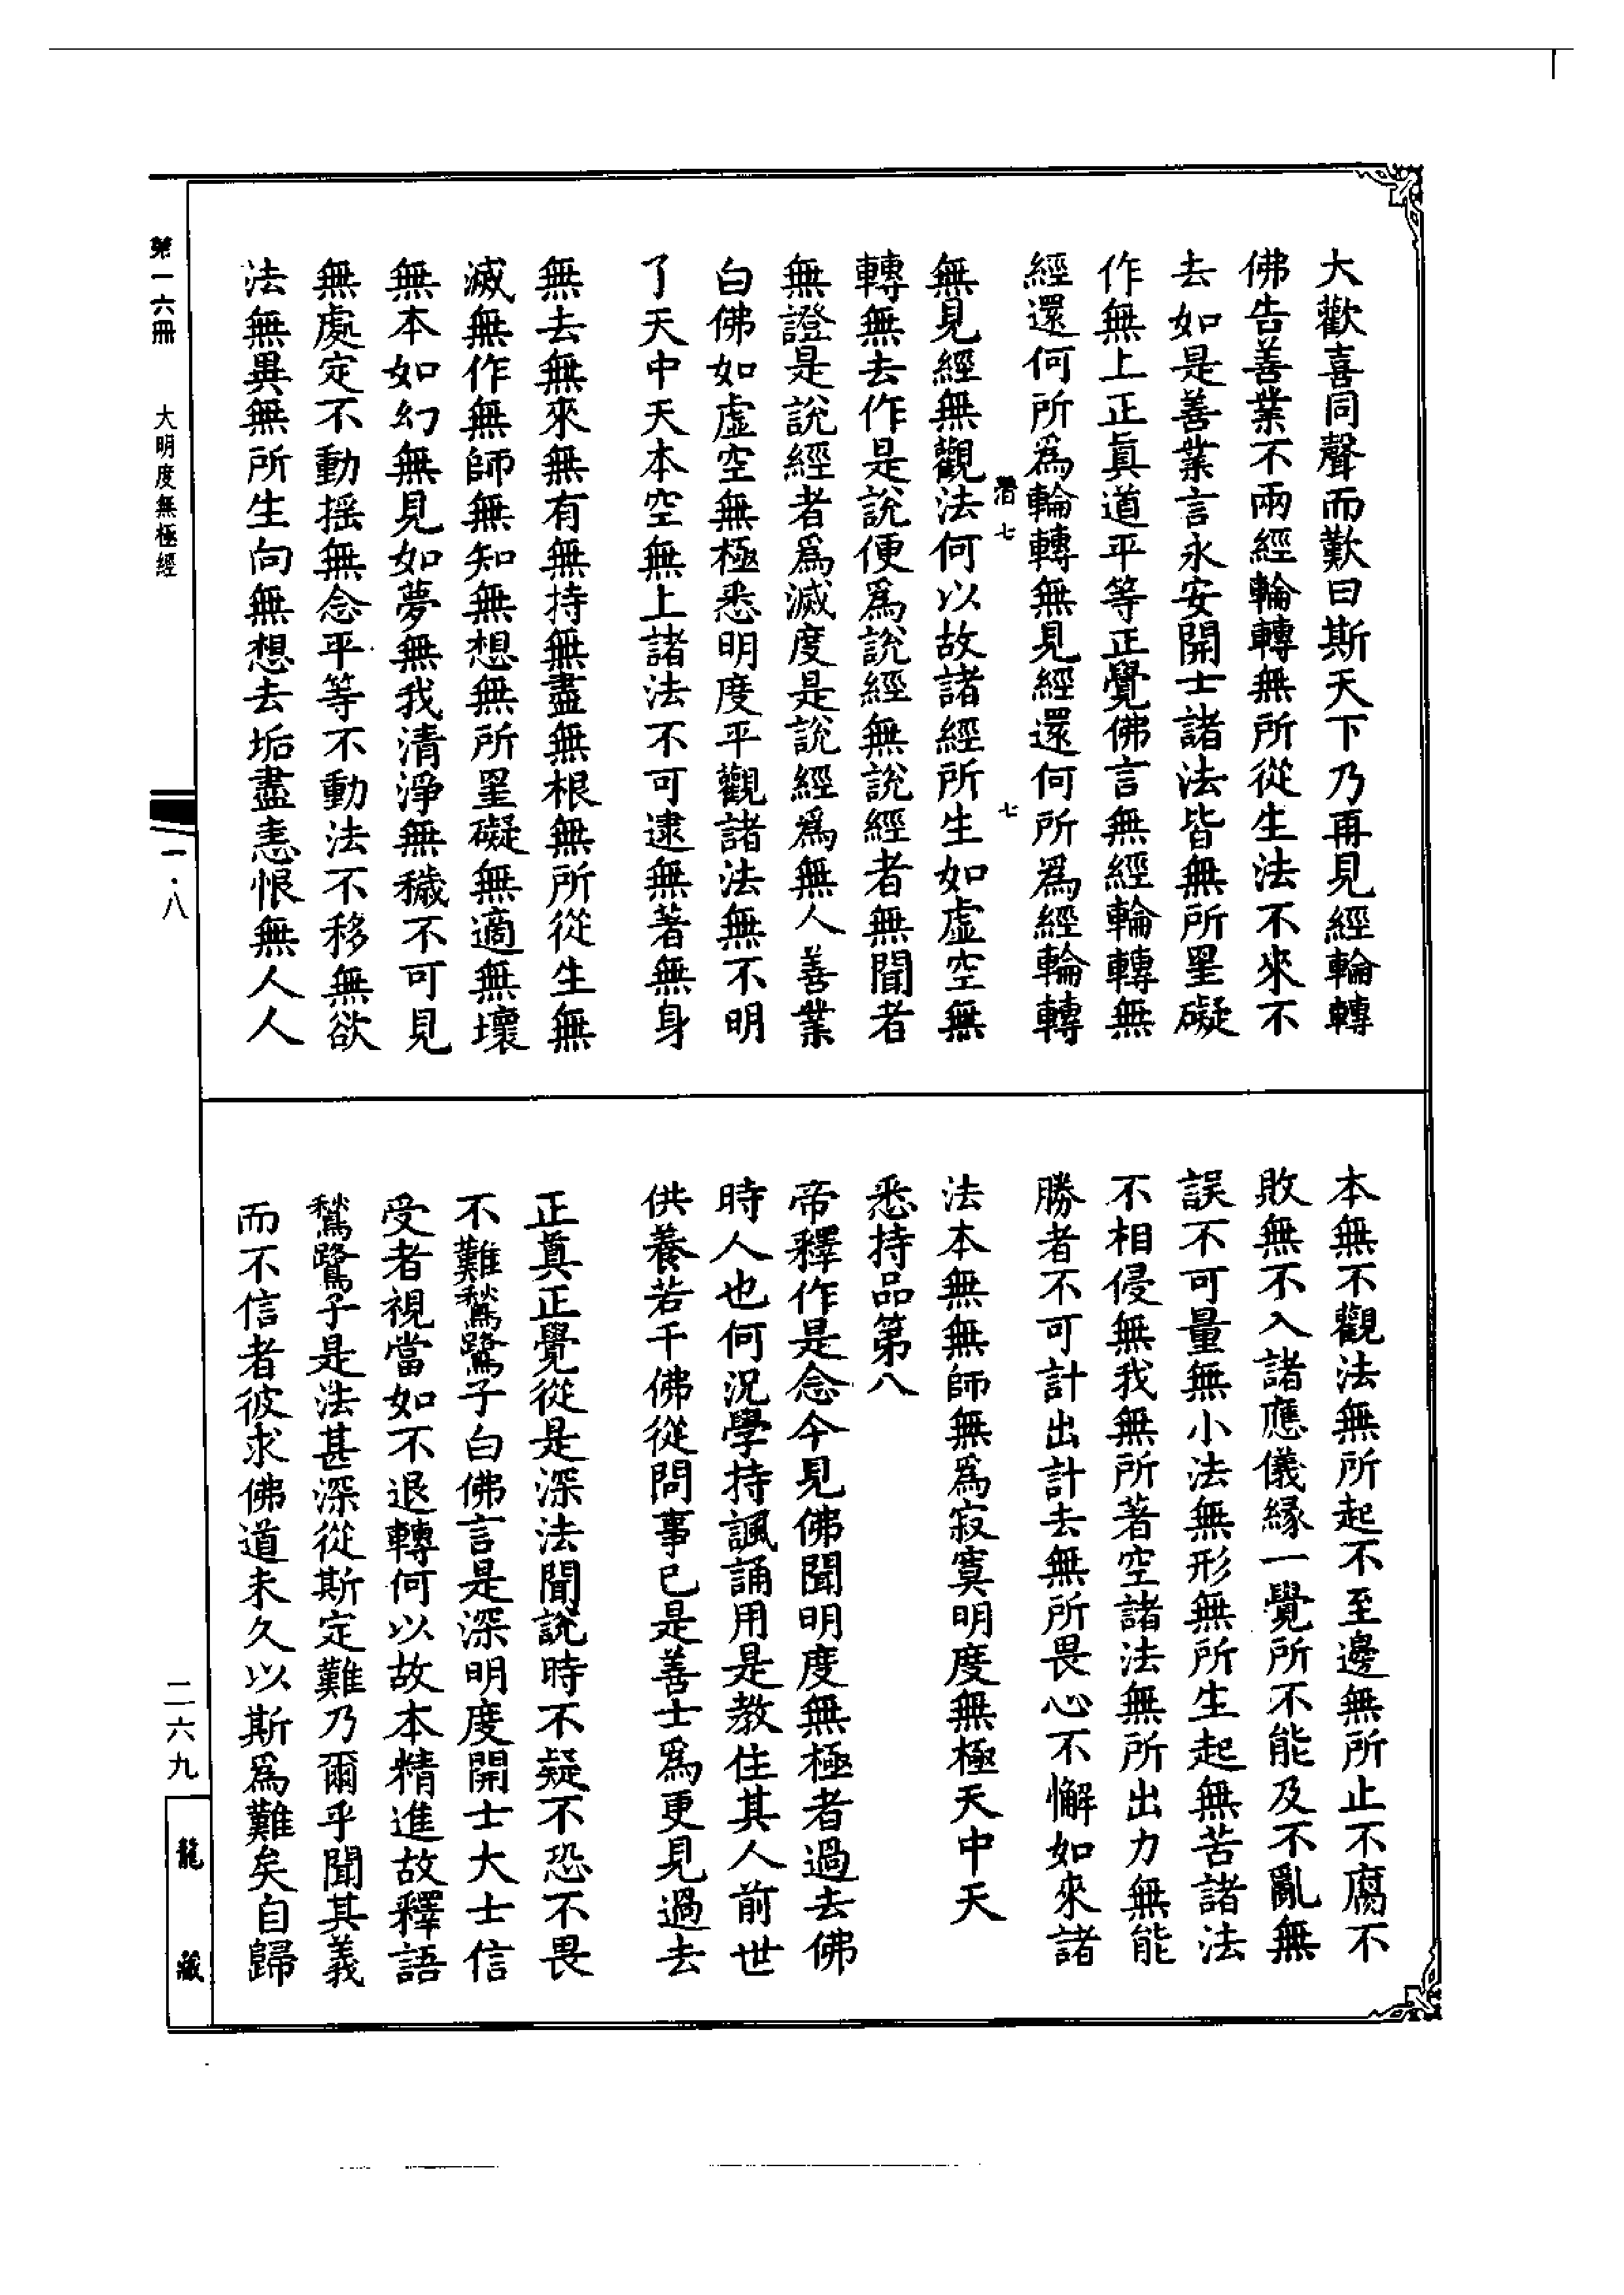 大歡喜同聲而歎曰斯天下乃再見經輪轉
佛告善業不兩經輪轉無所從生法不來不
去如是善業言永安開士諸法皆無所罣礙
作無上正眞道平等正覺佛言無經輪轉無
經還何所爲輪轉無見經還何所爲經輪轉
潛七 七
無見經無觀法何以故諸經所生如虛空無
轉無去作是說便爲說經無說經者無聞者
無證是說經者爲滅度是說經爲無人善業
白佛如虛空無極悉明度平觀諸法無不明
了天中天本空無上諸法不可逮無著無身
無去無來無有無持無盡無根無所從生無
滅無作無師無知無想無所罣礙無適無壞
無本如幻無見如夢無我清淨無穢不可見
無處定不動搖無念平等不動法不移無欲
法無異無所生向無想去垢盡恚恨無人人
本無不觀法無所起不至邊無所止不腐不
敗無不入諸應儀緣一覺所不能及不亂無
誤不可量無小法無形無所生起無苦諸法
不相侵無我無所著空諸法無所出力無能
勝者不可計出計去無所畏心不懈如來諸
法本無無師無爲寂寞明度無極天中天
悉持品第八
帝釋作是念今見佛聞明度無極者過去佛
時人也何況學持諷誦用是教住其人前世
供養若干佛從問事已是善士爲更見過去
正眞正覺從是深法聞說時不疑不恐不畏
不難鶖鷺子白佛言是深明度開士大士信
受者視當如不退轉何以故本精進故釋語
鶖鷺子是法甚深從斯定難乃爾乎聞其義
而不信者彼求佛道未久以斯爲難矣自歸
第一六冊 大明度無極經
一·八
二六九
龍藏